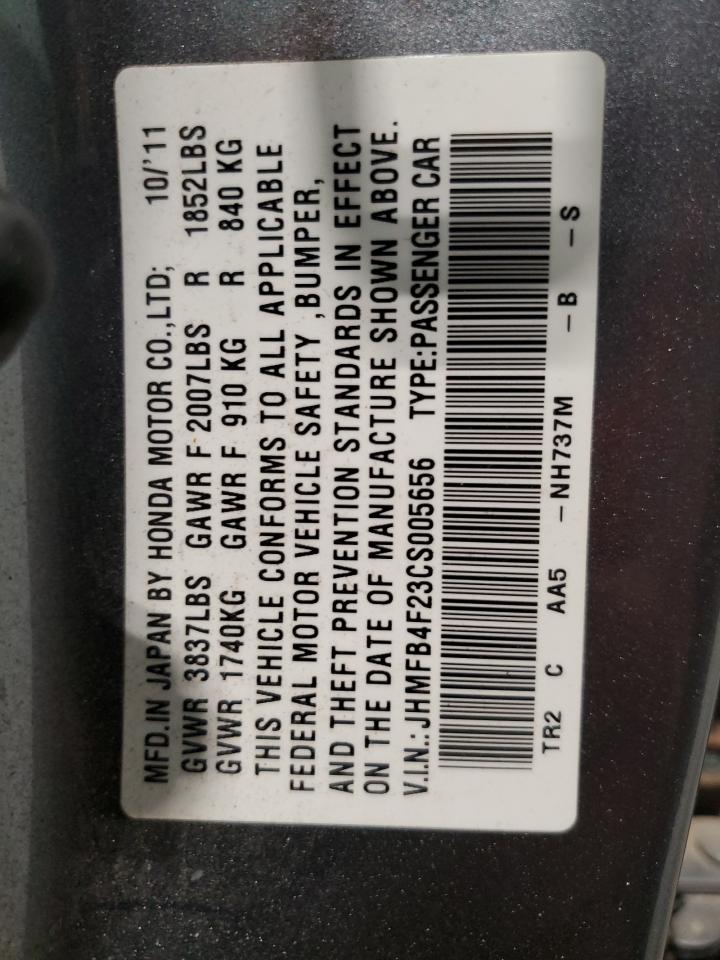 MFD. IN JAPAN BY HONDA MOTOR CO.,LTD; 10/'11
GVWR 3837LBS GAWR F 2007LBS R 1852LBS
GVWR 1740KG GAWR F 910 KG R 840 KG
THIS VEHICLE CONFORMS TO ALL APPLICABLE
FEDERAL MOTOR VEHICLE SAFETY ,BUMPER,
AND THEFT PREVENTION STANDARDS IN EFFECT
ON THE DATE OF MANUFACTURE SHOWN ABOVE.
V.I.N.: JHMFB4F23CS005656 TYPE:PASSENGER CAR
TR2 C AA5 –NH737M –B –S